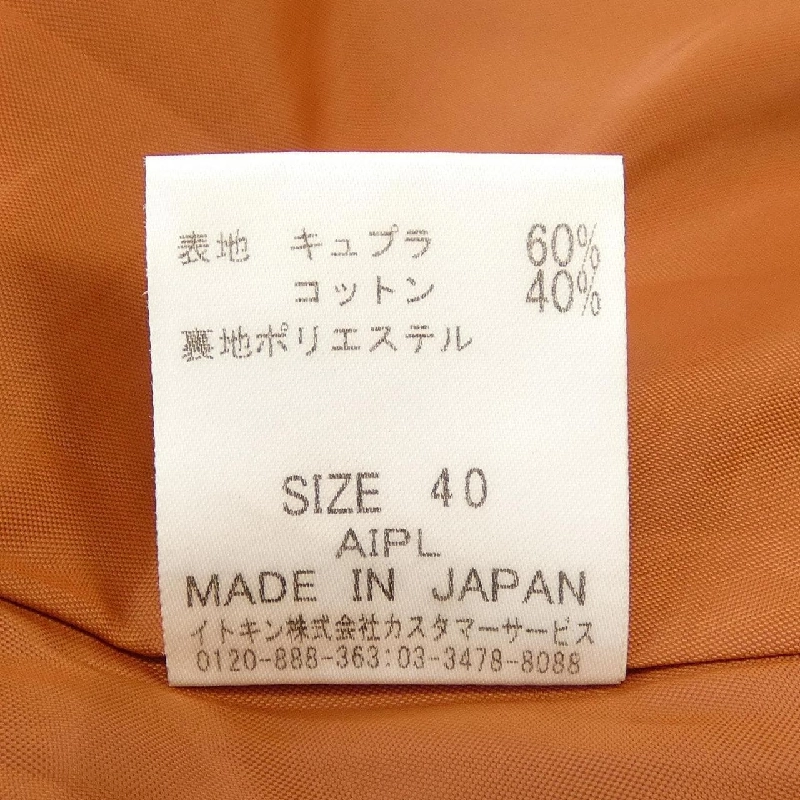 表地 キュプラ 60%
コットン 40%
裏地ポリエステル
SIZE 40
AIPL
MADE IN JAPAN
イトキン株式会社カスタマーサービス
0120-888-363:03-3478-8088